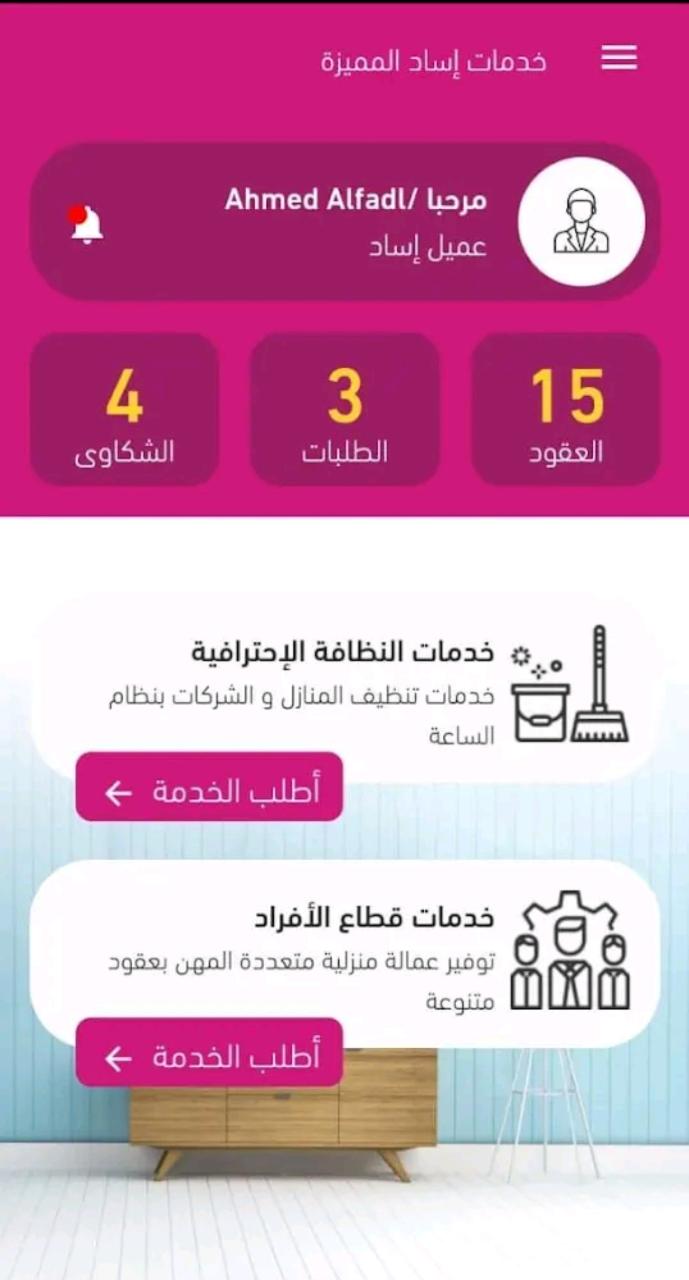 خدمات إساد المميزة
مرحبا /Ahmed Alfadl
عميل إساد
15
العقود
3
الطلبات
4
الشكاوى
خدمات النظافة الإحترافية
خدمات تنظيف المنازل و الشركات بنظام
الساعة
أطلب الخدمة
خدمات قطاع الأفراد
توفير عمالة منزلية متعددة المهن بعقود
متنوعة
أطلب الخدمة